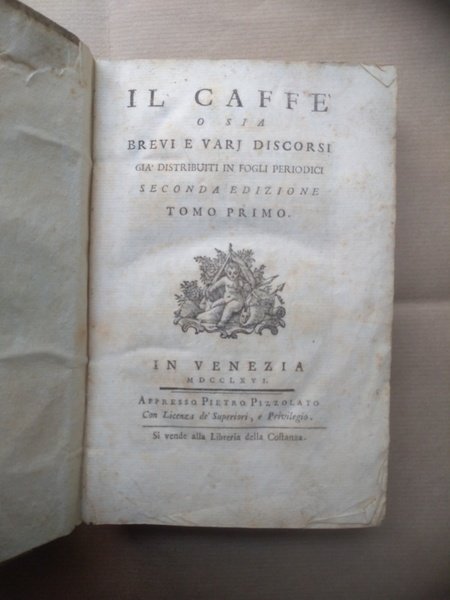 IL CAFFE'
O SIA
BREVI E VARJ DISCORSI
GIA' DISTRIBUITI IN FOGLI PERIODICI
SECONDA EDIZIONE
TOMO PRIMO.
IN VENEZIA
MDCCLXVI.
APPRESSO PIETRO PIZZOLATO
Con Licenza de' Superiori, e Privilegio.
Si vende alla Libreria della Coſtanza.